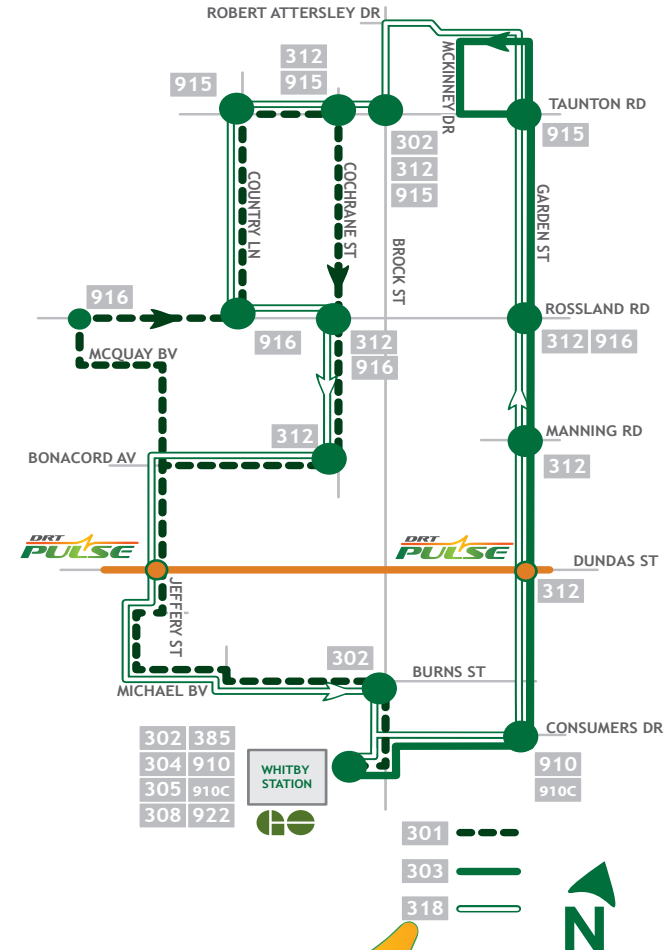 ROBERT ATTERSLEY DR
312
915
915
MCKINNEY DR
TAUNTON RD
915
302
312
915
COUNTRY LN
COCHRANE ST
BROCK ST
GARDEN ST
916
ROSSLAND RD
312 916
916
312
916
MCQUAY BV
312
MANNING RD
312
BONACORD AV
DRT
PULSE
DRT
PULSE
DUNDAS ST
312
JEFFERY ST
302
BURNS ST
MICHAEL BV
CONSUMERS DR
302 385
304 910
305 910C
308 922
WHITBY
STATION
GO
910
910C
301
303
318
N